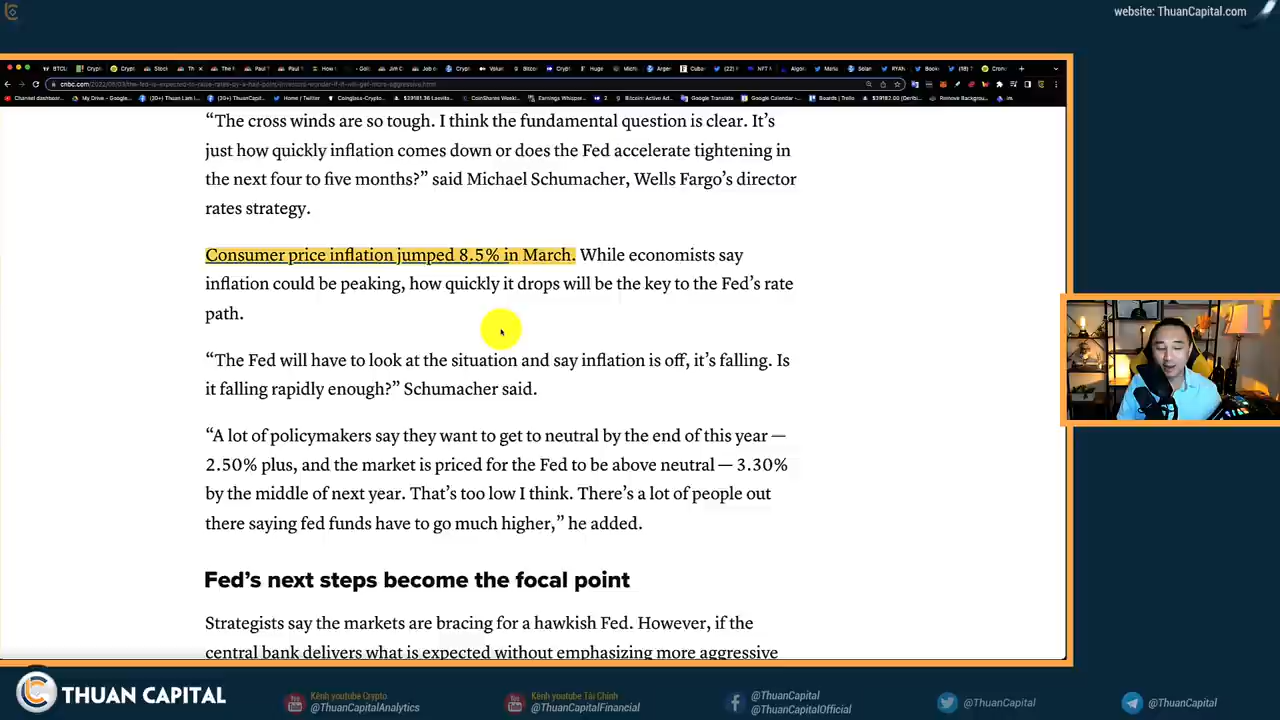 website: ThuanCapital.com
“The cross winds are so tough. I think the fundamental question is clear. It’s
just how quickly inflation comes down or does the Fed accelerate tightening in
the next four to five months?” said Michael Schumacher, Wells Fargo’s director
rates strategy.
Consumer price inflation jumped 8.5% in March. While economists say
inflation could be peaking, how quickly it drops will be the key to the Fed’s rate
path.
“The Fed will have to look at the situation and say inflation is off, it’s falling. Is
it falling rapidly enough?” Schumacher said.
“A lot of policymakers say they want to get to neutral by the end of this year —
2.50% plus, and the market is priced for the Fed to be above neutral — 3.30%
by the middle of next year. That’s too low I think. There’s a lot of people out
there saying fed funds have to go much higher,” he added.
Fed’s next steps become the focal point
Strategists say the markets are bracing for a hawkish Fed. However, if the
central bank delivers what is expected without emphasizing more aggressive
THUAN CAPITAL
Kênh youtube Crypto
@ThuanCapitalAnalytics
Kênh youtube Tài Chính
@ThuanCapitalFinancial
@ThuanCapital
@ThuanCapitalOfficial
@ThuanCapital
@ThuanCapital